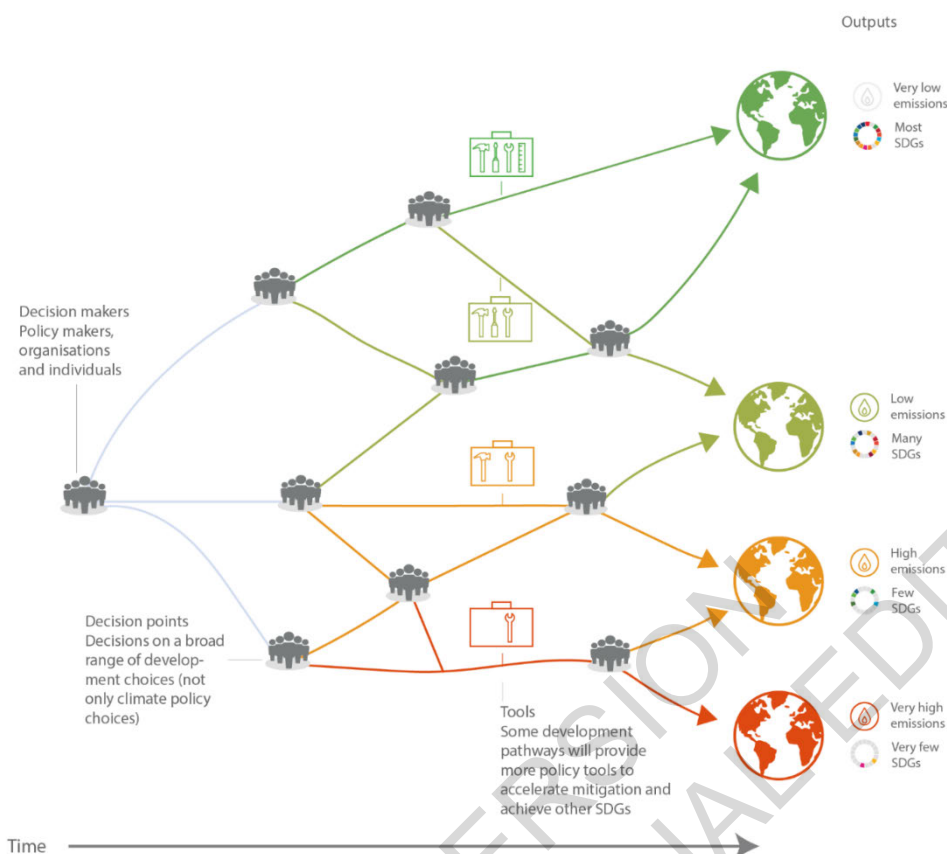 Outputs
Very low
emissions
Most
SDGs
Decision makers
Policy makers,
organisations
and individuals
Low
emissions
Many
SDGs
High
emissions
Few
SDGs
Decision points
Decisions on a broad
range of develop-
ment choices (not
only climate policy
choices)
Tools
Some development
pathways will provide
more policy tools to
accelerate mitigation and
achieve other SDGs
Very high
emissions
Very few
SDGs
Time